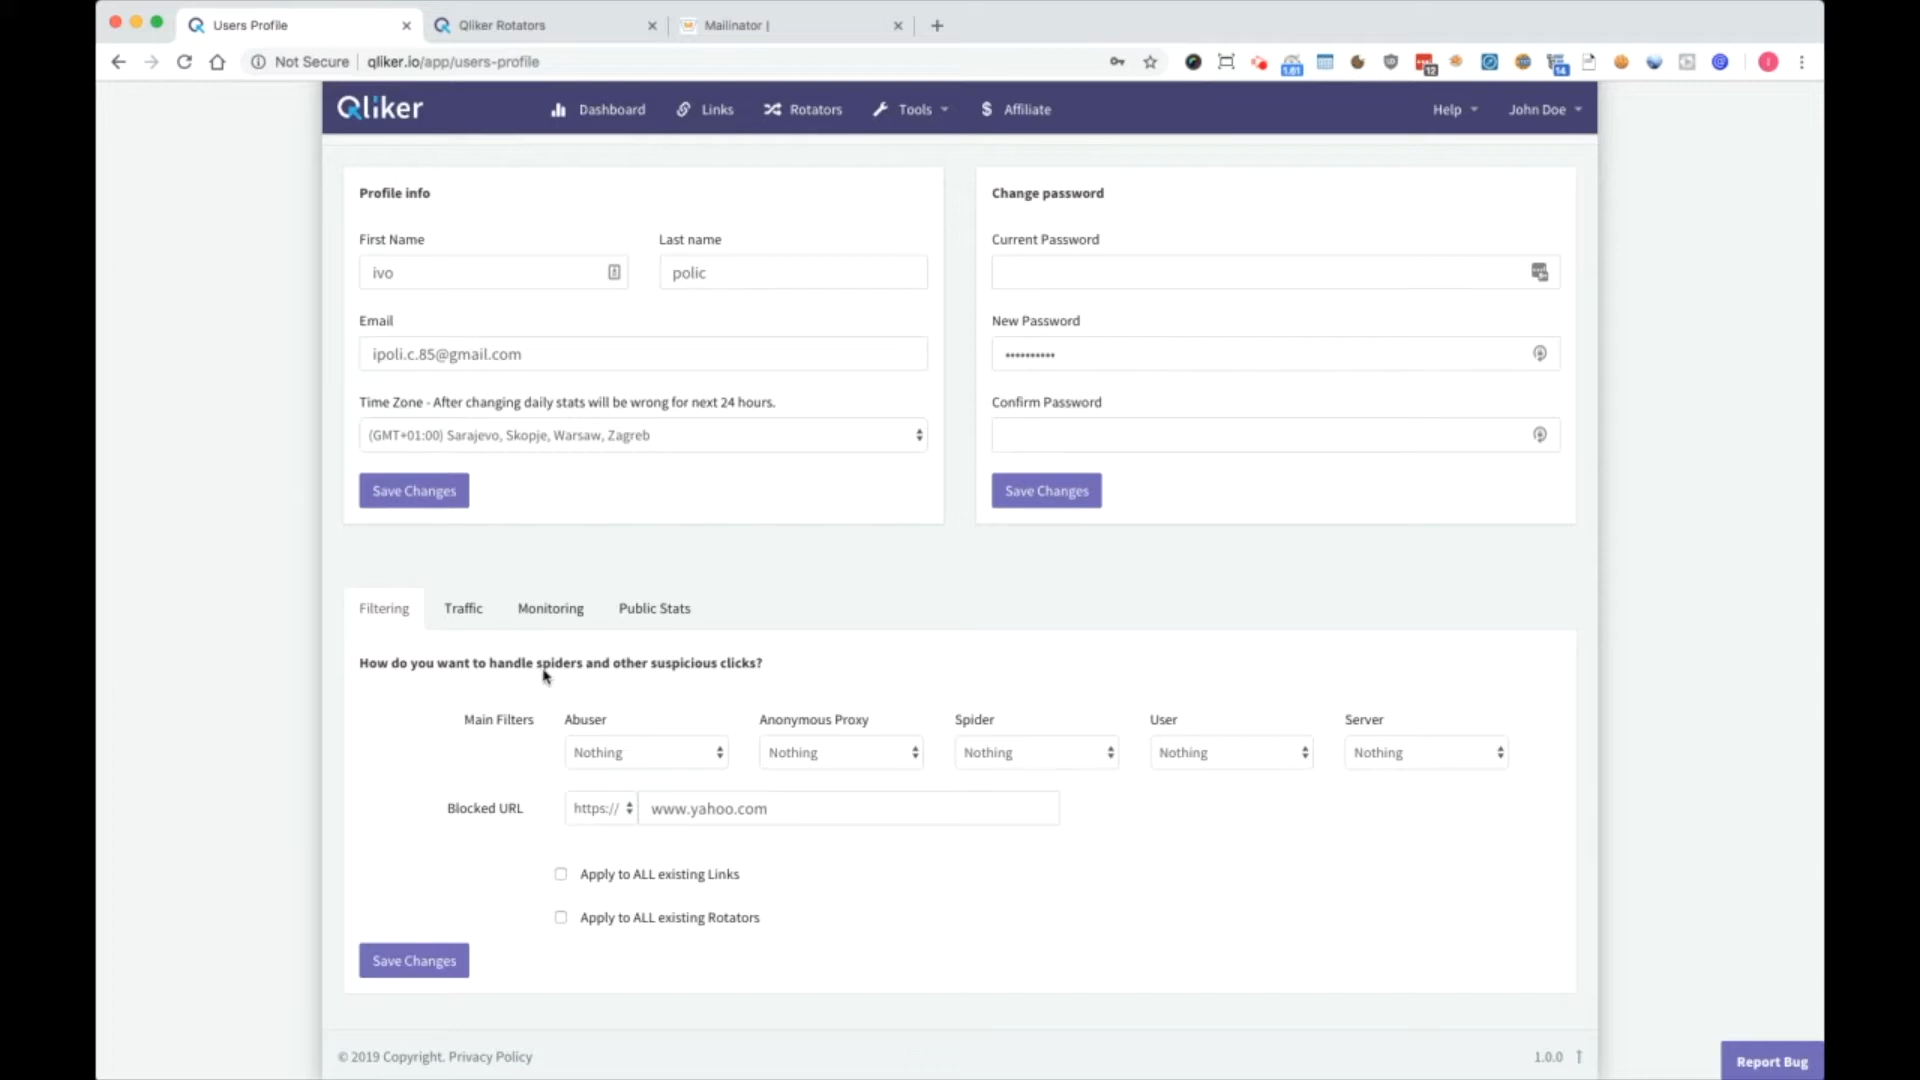 Users Profile
Qliker Rotators
Mailinator |
Not Secure
qliker.io/app/users-profile
1.61
12
14
Qliker
Dashboard
Links
Rotators
Tools
Affiliate
Help
John Doe
Profile info
Change password
First Name
Last name
Current Password
ivo
polic
Email
New Password
ipoli.c.85@gmail.com
••••••••••
Time Zone - After changing daily stats will be wrong for next 24 hours.
Confirm Password
(GMT+01:00) Sarajevo, Skopje, Warsaw, Zagreb
Save Changes
Save Changes
Filtering
Traffic
Monitoring
Public Stats
How do you want to handle spiders and other suspicious clicks?
Main Filters
Abuser
Anonymous Proxy
Spider
User
Server
Nothing
Nothing
Nothing
Nothing
Nothing
Blocked URL
https://
www.yahoo.com
Apply to ALL existing Links
Apply to ALL existing Rotators
Save Changes
© 2019 Copyright. Privacy Policy
1.0.0
Report Bug